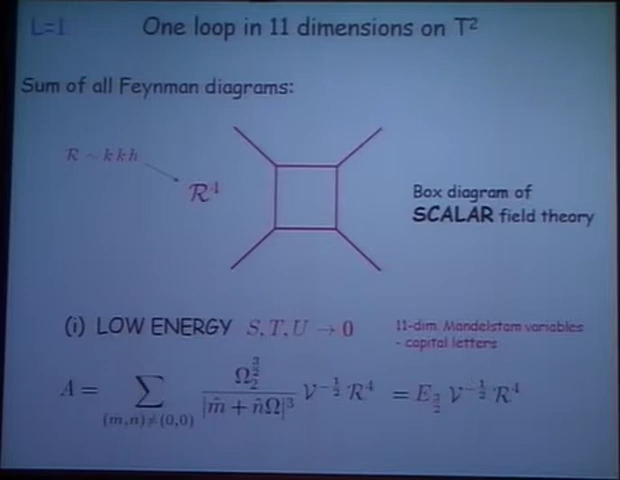 L=1
One loop in 11 dimensions on T²
Sum of all Feynman diagrams:
R ~ kkh
R⁴
Box diagram of
SCALAR field theory
(i) LOW ENERGY S, T, U → 0
11-dim. Mandelstam variables
- capital letters
A = ∑_{(m̂,n̂)≠(0,0)} Ω₂^{3/2} / |m̂ + n̂Ω|³ V^{-1/2} R⁴ = E_{3/2} V^{-1/2} R⁴